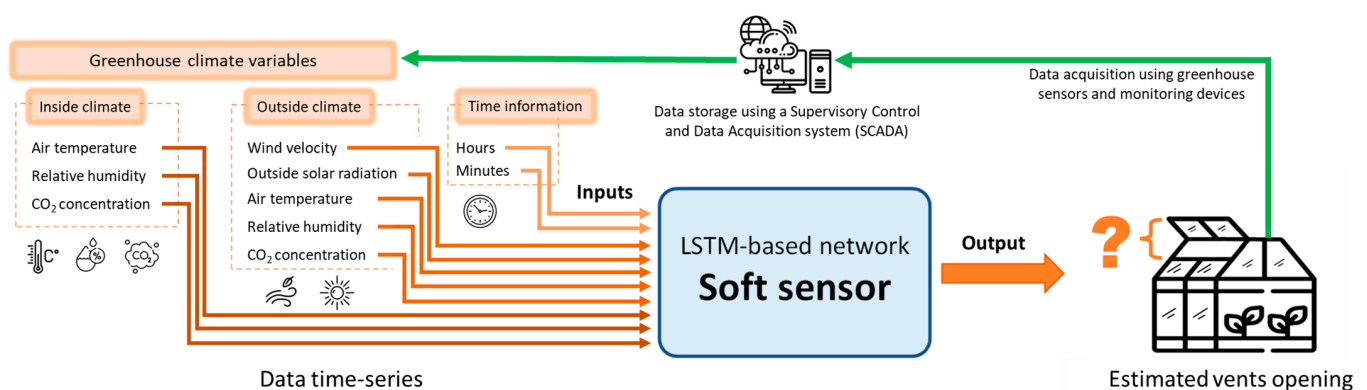 Greenhouse climate variables
Inside climate
Air temperature
Relative humidity
CO₂ concentration
C°
%
CO₂
Outside climate
Wind velocity
Outside solar radiation
Air temperature
Relative humidity
CO₂ concentration
Time information
Hours
Minutes
Data storage using a Supervisory Control
and Data Acquisition system (SCADA)
Data acquisition using greenhouse
sensors and monitoring devices
Inputs
LSTM-based network
Soft sensor
Output
?
Data time-series
Estimated vents opening